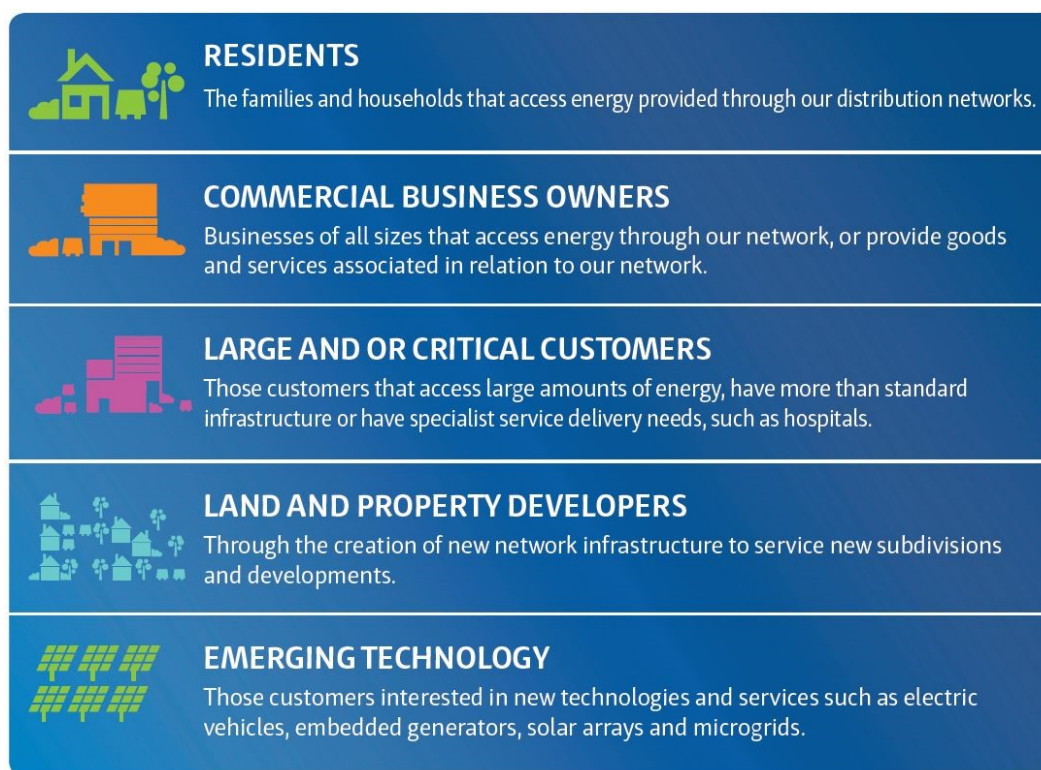 RESIDENTS
The families and households that access energy provided through our distribution networks.
COMMERCIAL BUSINESS OWNERS
Businesses of all sizes that access energy through our network, or provide goods
and services associated in relation to our network.
LARGE AND OR CRITICAL CUSTOMERS
Those customers that access large amounts of energy, have more than standard
infrastructure or have specialist service delivery needs, such as hospitals.
LAND AND PROPERTY DEVELOPERS
Through the creation of new network infrastructure to service new subdivisions
and developments.
EMERGING TECHNOLOGY
Those customers interested in new technologies and services such as electric
vehicles, embedded generators, solar arrays and microgrids.